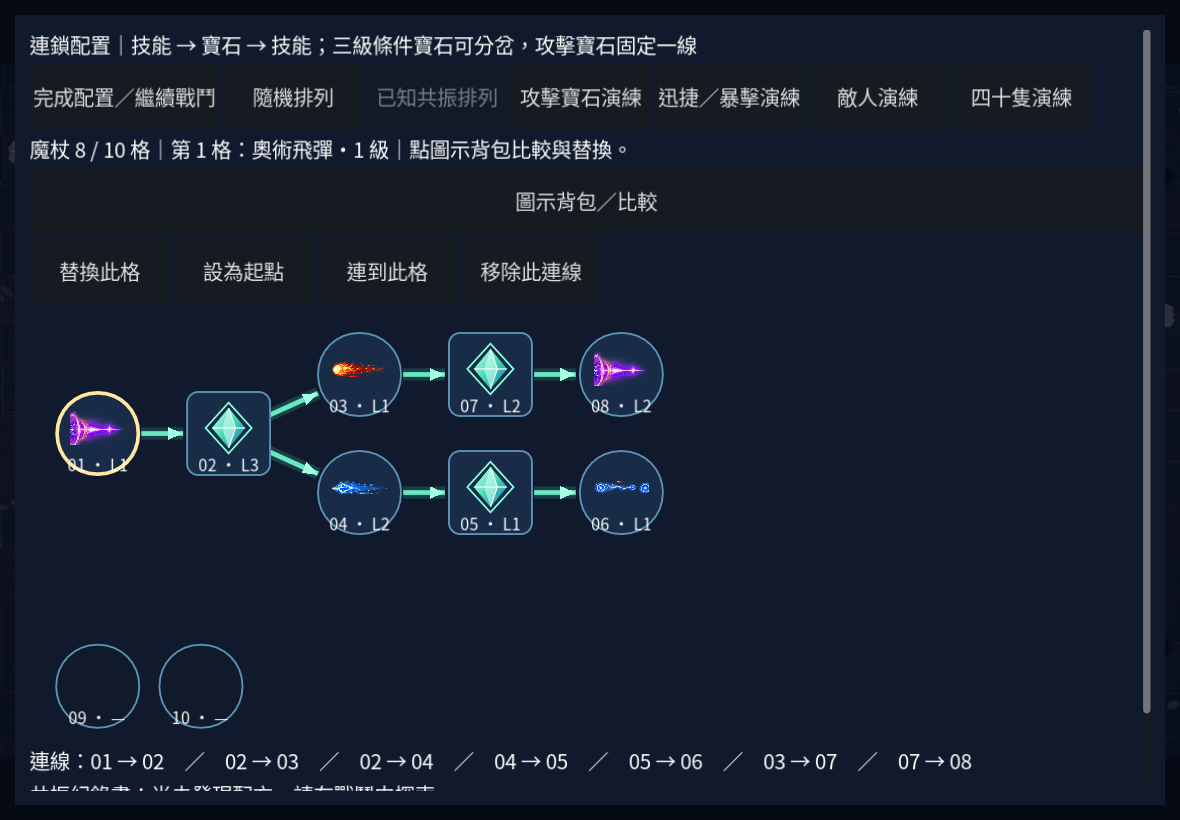 連鎖配置｜技能 → 寶石 → 技能；三級條件寶石可分岔，攻擊寶石固定一線
完成配置／繼續戰鬥 隨機排列 已知共振排列 攻擊寶石演練 迅捷／暴擊演練 敵人演練 四十隻演練
魔杖 8 / 10 格｜第 1 格：奧術飛彈・1 級｜點圖示背包比較與替換。
圖示背包／比較
替換此格 設為起點 連到此格 移除此連線
03・L1 07・L2 08・L2
01・L1 02・L3
04・L2 05・L1 06・L1
09・— 10・—
連線：01 → 02 ／ 02 → 03 ／ 02 → 04 ／ 04 → 05 ／ 05 → 06 ／ 03 → 07 ／ 07 → 08